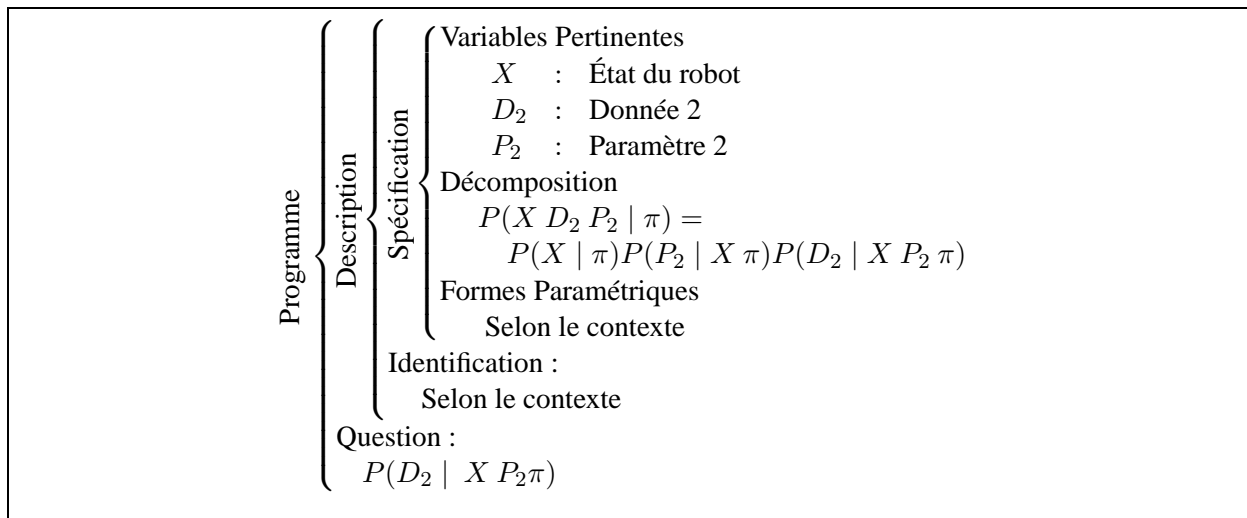 Programme
Description
Spécification
Variables Pertinentes
X : État du robot
D₂ : Donnée 2
P₂ : Paramètre 2
Décomposition
P(X D₂ P₂ | π) =
P(X | π)P(P₂ | X π)P(D₂ | X P₂ π)
Formes Paramétriques
Selon le contexte
Identification :
Selon le contexte
Question :
P(D₂ | X P₂π)